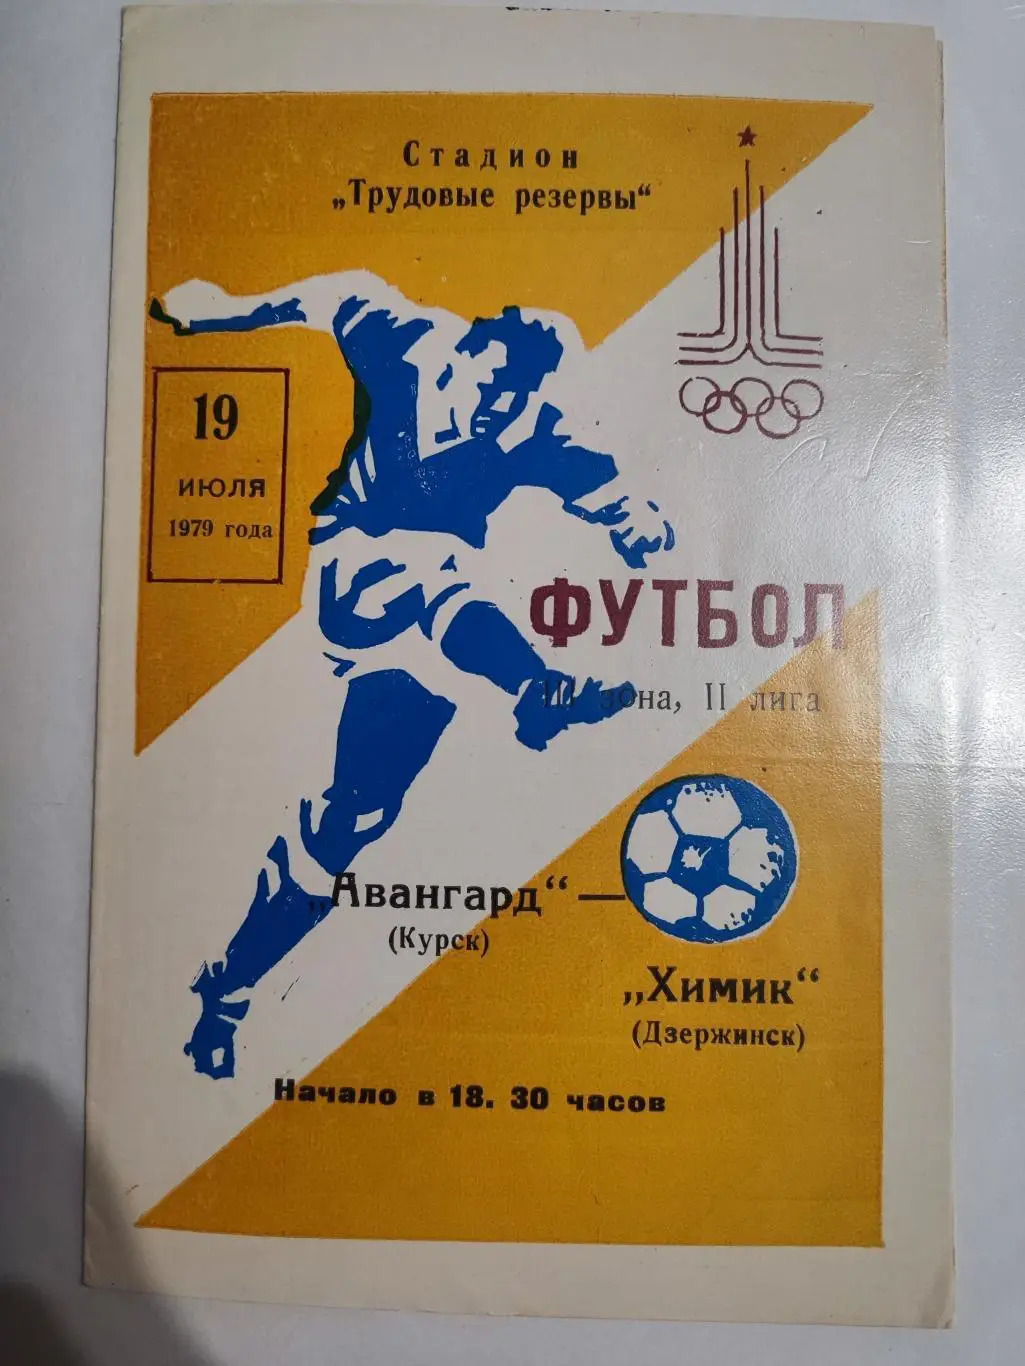 Стадион
„Трудовые резервы“
19
ИЮЛЯ
1979 года
ФУТБОЛ
III зона, II лига
„Авангард“ —
(Курск)
„Химик“
(Дзержинск)
Начало в 18. 30 часов